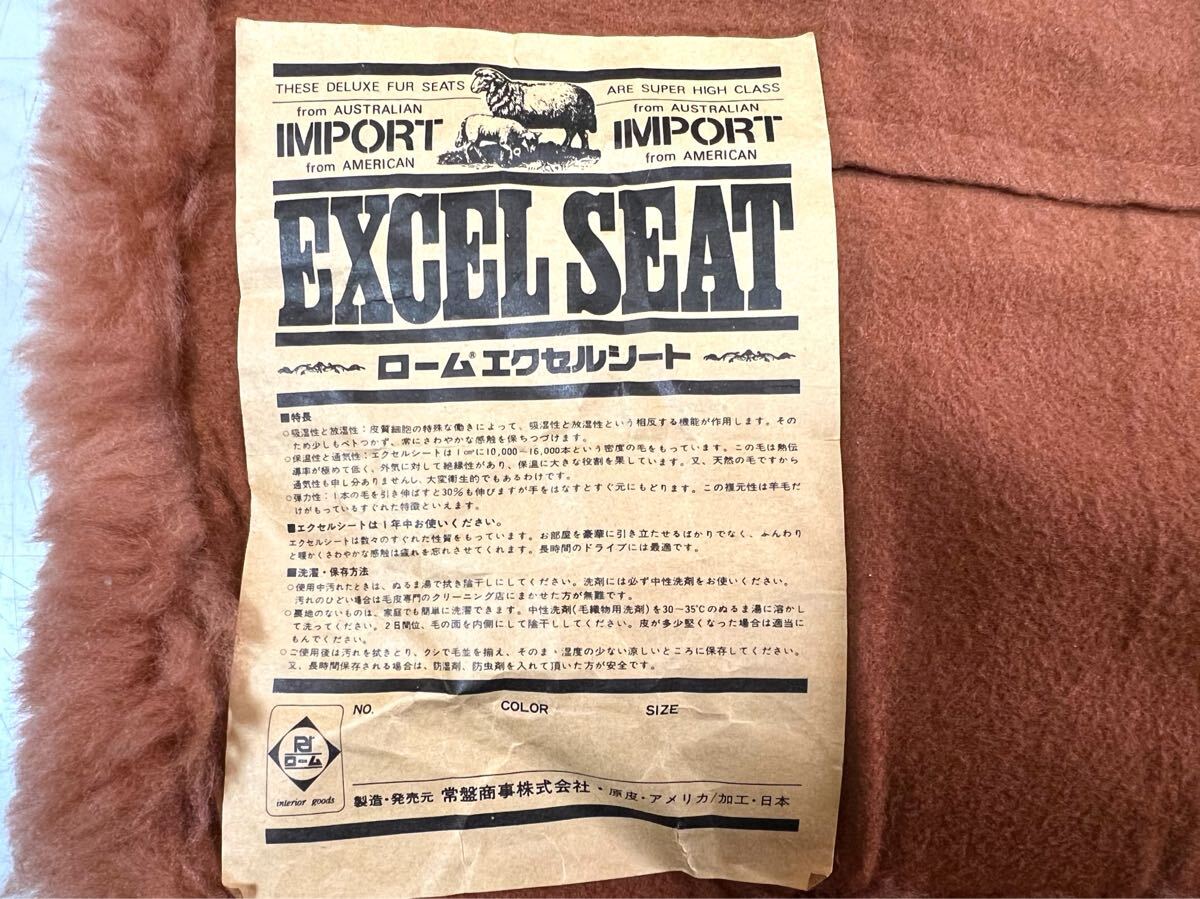 THESE DELUXE FUR SEATS ARE SUPER HIGH CLASS
from AUSTRALIAN
IMPORT
from AMERICAN
from AUSTRALIAN
IMPORT
from AMERICAN
EXCEL SEAT
ローム®エクセルシート
■特長
○吸湿性と放湿性：皮質細胞の特殊な働きによって、吸湿性と放湿性という相反する機能が作用します。その
ため少しもベトつかず、常にさわやかな感触を保ちつづけます。
○保温性と通気性：エクセルシートは1㎠に10,000〜16,000本という密度の毛をもっています。この毛は熱伝
導率が極めて低く、外気に対して絶縁性があり、保温に大きな役割を果しています。又、天然の毛ですから
通気性も申し分ありませんし、大変衛生的でもあるわけです。
○弾力性：1本の毛を引き伸ばすと30%も伸びますが手をはなすとすぐ元にもどります。この複元性は羊毛だ
けがもっているすぐれた特徴といえます。
■エクセルシートは1年中お使いください。
エクセルシートは数々のすぐれた性質をもっています。お部屋を豪華に引き立たせるばかりでなく、ふんわり
と暖かくさわやかな感触は疲れを忘れさせてくれます。長時間のドライブには最適です。
■洗濯・保存方法
○使用中汚れたときは、ぬるま湯で拭き陰干しにしてください。洗剤には必ず中性洗剤をお使いください。
汚れのひどい場合は毛皮専門のクリーニング店にまかせた方が無難です。
○裏地のないものは、家庭でも簡単に洗濯できます。中性洗剤(毛織物用洗剤)を30〜35℃のぬるま湯に溶かし
て洗ってください。2日間位、毛の面を内側にして陰干ししてください。皮が多少堅くなった場合は適当に
もんでください。
○ご使用後は汚れを拭きとり、クシで毛並を揃え、そのまゝ湿度の少ない涼しいところに保存してください。
又、長時間保存される場合は、防湿剤、防虫剤を入れて頂いた方が安全です。
NO. COLOR SIZE
ローム
interior goods
製造・発売元 常盤商事株式会社・原皮・アメリカ/加工・日本